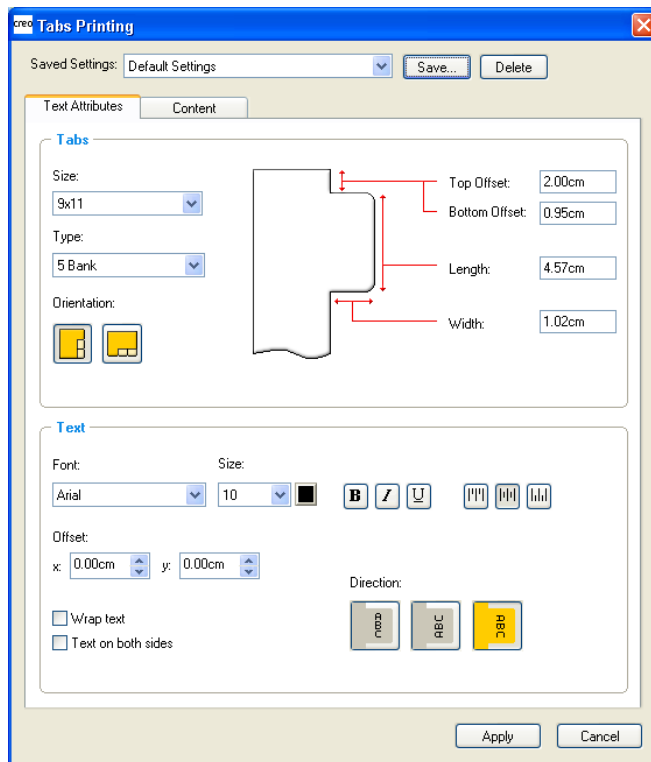 creo Tabs Printing
Saved Settings: Default Settings Save... Delete
Text Attributes Content
Tabs
Size:
9x11
Type:
5 Bank
Orientation:
Top Offset: 2.00cm
Bottom Offset: 0.95cm
Length: 4.57cm
Width: 1.02cm
Text
Font: Size:
Arial 10 B I U
Offset:
x: 0.00cm y: 0.00cm
Direction:
Wrap text
Text on both sides
ABC ABC ABC
Apply Cancel